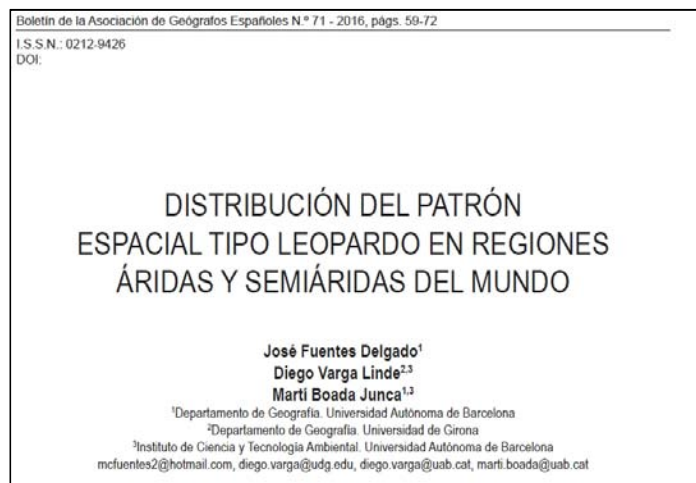 Boletín de la Asociación de Geógrafos Españoles N.º 71 - 2016, págs. 59-72
I.S.S.N.: 0212-9426
DOI:
DISTRIBUCIÓN DEL PATRÓN
ESPACIAL TIPO LEOPARDO EN REGIONES
ÁRIDAS Y SEMIÁRIDAS DEL MUNDO
José Fuentes Delgado¹
Diego Varga Linde²,³
Martí Boada Junca¹,³
¹Departamento de Geografía. Universidad Autónoma de Barcelona
²Departamento de Geografía. Universidad de Girona
³Instituto de Ciencia y Tecnología Ambiental. Universidad Autónoma de Barcelona
mcfuentes2@hotmail.com, diego.varga@udg.edu, diego.varga@uab.cat, marti.boada@uab.cat